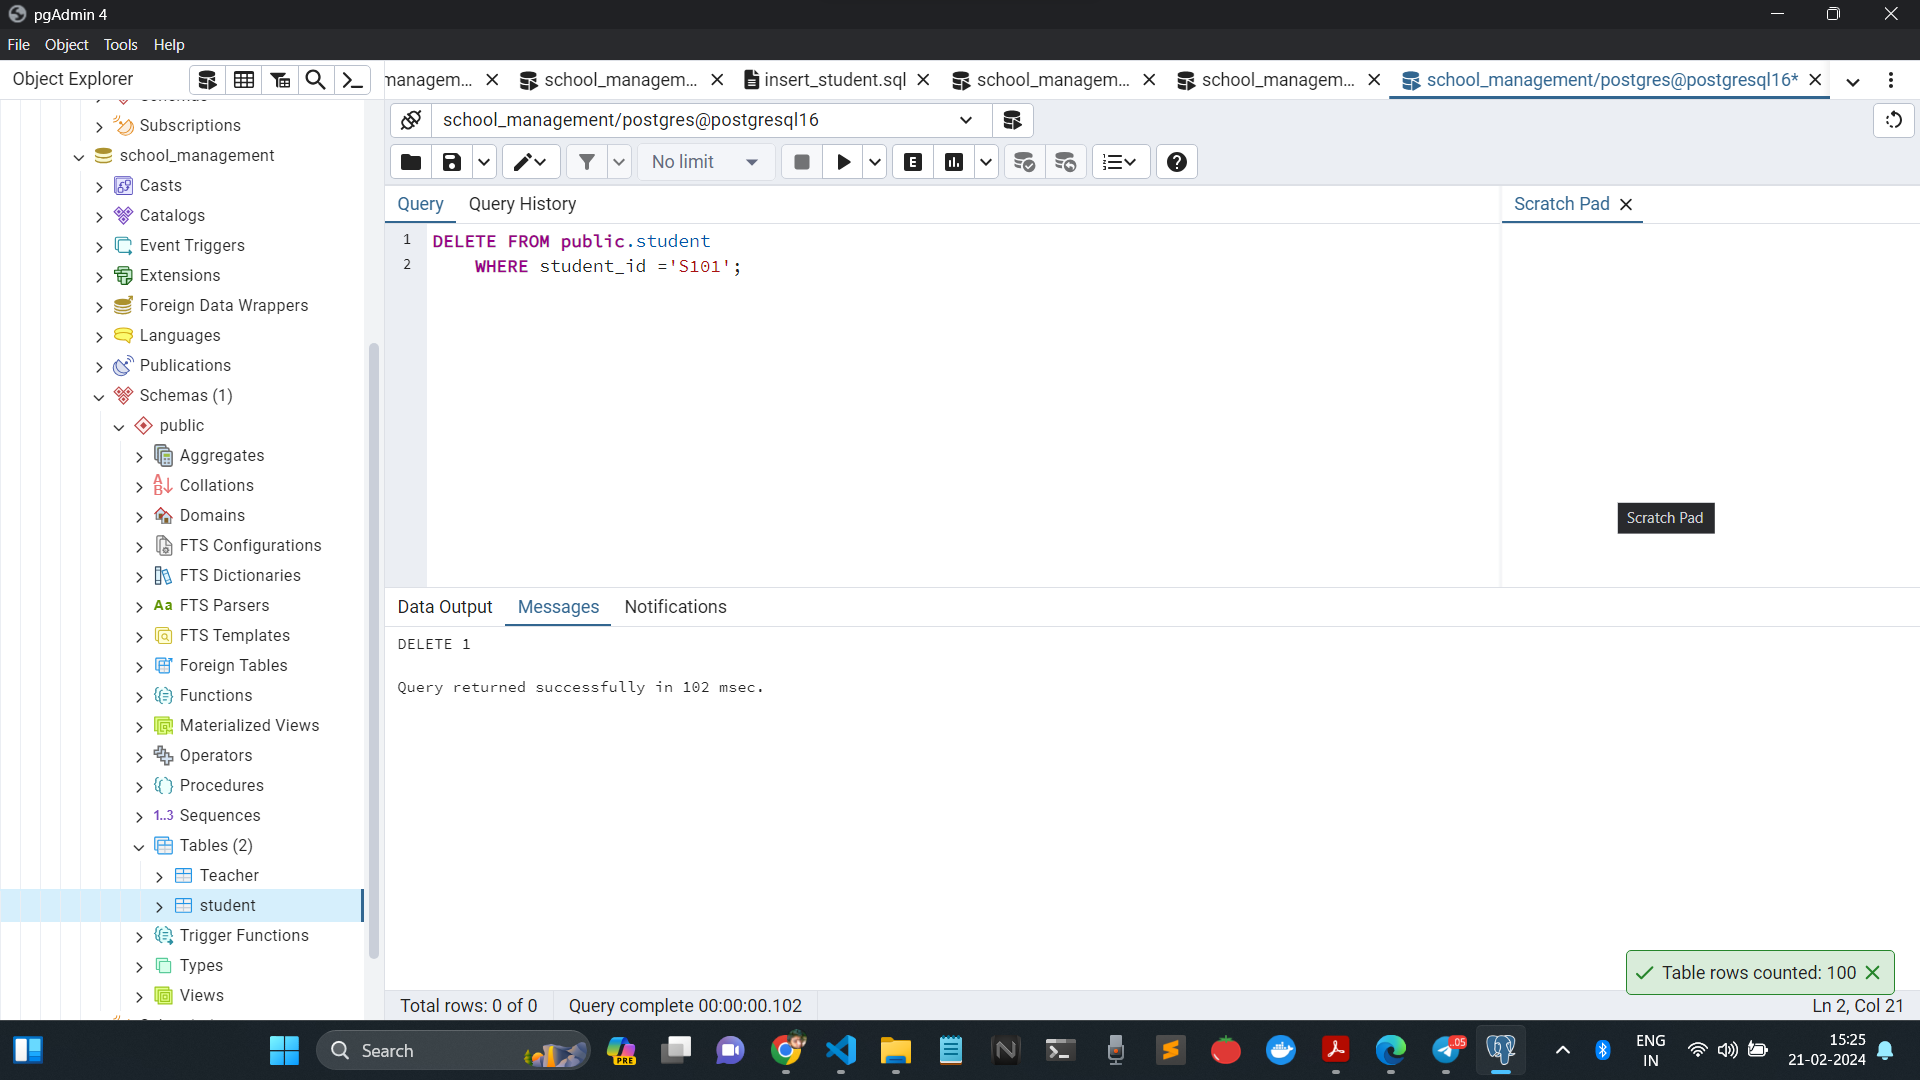 pgAdmin 4
File Object Tools Help
Object Explorer
managem... school_managem... insert_student.sql school_managem... school_managem... school_management/postgres@postgresql16*
school_management/postgres@postgresql16
No limit
E
Query Query History
Scratch Pad
1 DELETE FROM public.student
2 WHERE student_id ='S101';
Subscriptions
school_management
Casts
Catalogs
Event Triggers
Extensions
Foreign Data Wrappers
Languages
Publications
Schemas (1)
public
Aggregates
Collations
Domains
FTS Configurations
FTS Dictionaries
Aa FTS Parsers
FTS Templates
Foreign Tables
Functions
Materialized Views
Operators
Procedures
1..3 Sequences
Tables (2)
Teacher
student
Trigger Functions
Types
Views
Scratch Pad
Data Output Messages Notifications
DELETE 1
Query returned successfully in 102 msec.
Table rows counted: 100
Total rows: 0 of 0 Query complete 00:00:00.102
Ln 2, Col 21
Search
PRE
.05
ENG
IN
15:25
21-02-2024